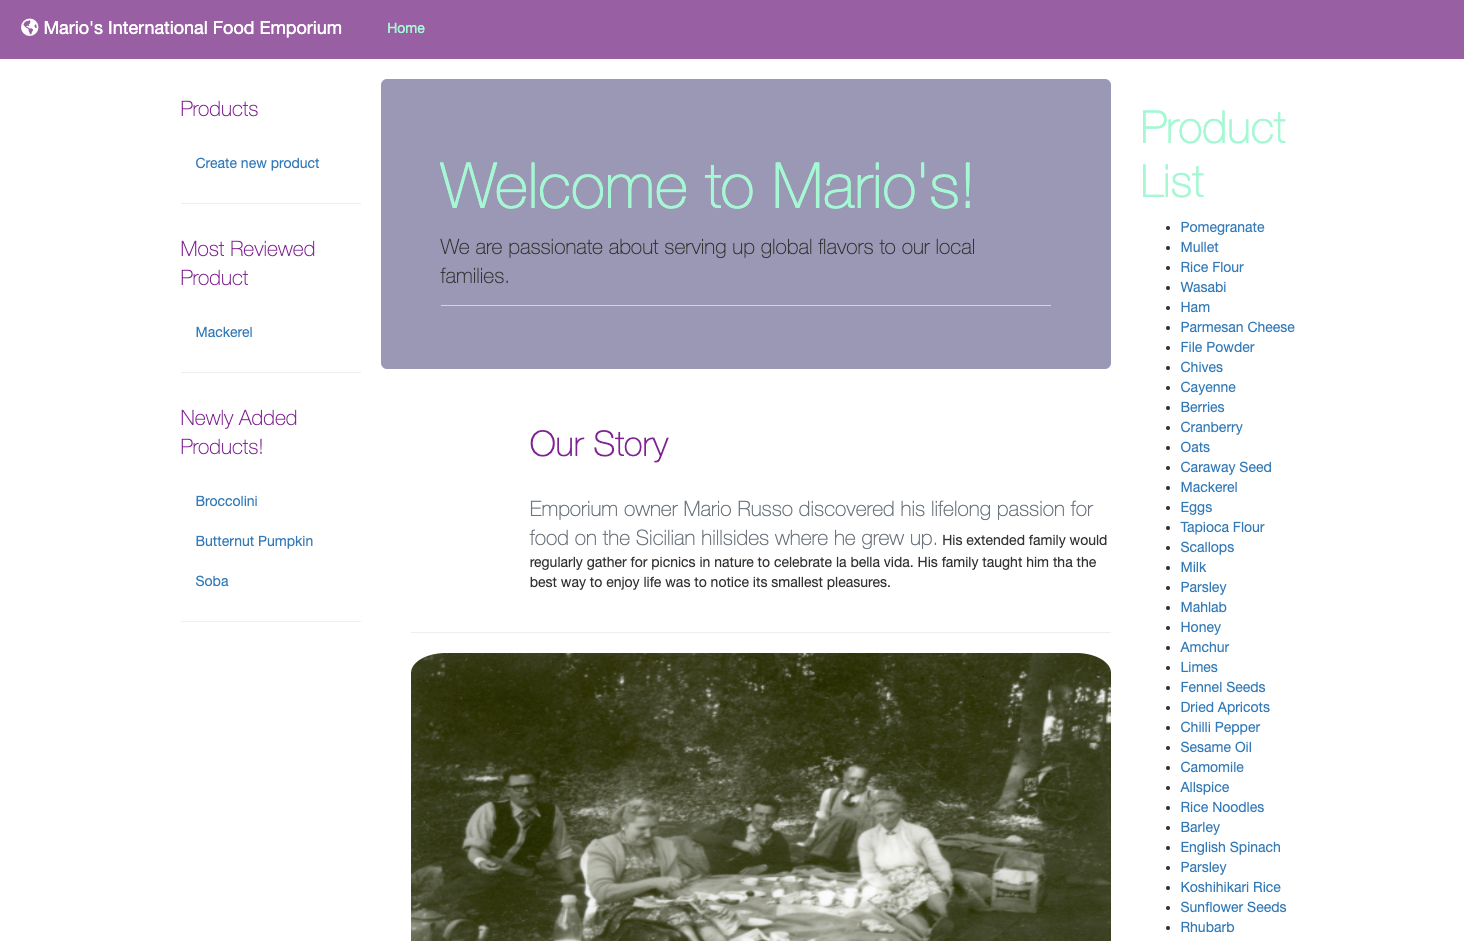 Mario's International Food Emporium
Home
Products
Create new product
Most Reviewed
Product
Mackerel
Newly Added
Products!
Broccolini
Butternut Pumpkin
Soba
Welcome to Mario's!
We are passionate about serving up global flavors to our local
families.
Our Story
Emporium owner Mario Russo discovered his lifelong passion for
food on the Sicilian hillsides where he grew up. His extended family would
regularly gather for picnics in nature to celebrate la bella vida. His family taught him tha the
best way to enjoy life was to notice its smallest pleasures.
Product
List
Pomegranate
Mullet
Rice Flour
Wasabi
Ham
Parmesan Cheese
File Powder
Chives
Cayenne
Berries
Cranberry
Oats
Caraway Seed
Mackerel
Eggs
Tapioca Flour
Scallops
Milk
Parsley
Mahlab
Honey
Amchur
Limes
Fennel Seeds
Dried Apricots
Chilli Pepper
Sesame Oil
Camomile
Allspice
Rice Noodles
Barley
English Spinach
Parsley
Koshihikari Rice
Sunflower Seeds
Rhubarb